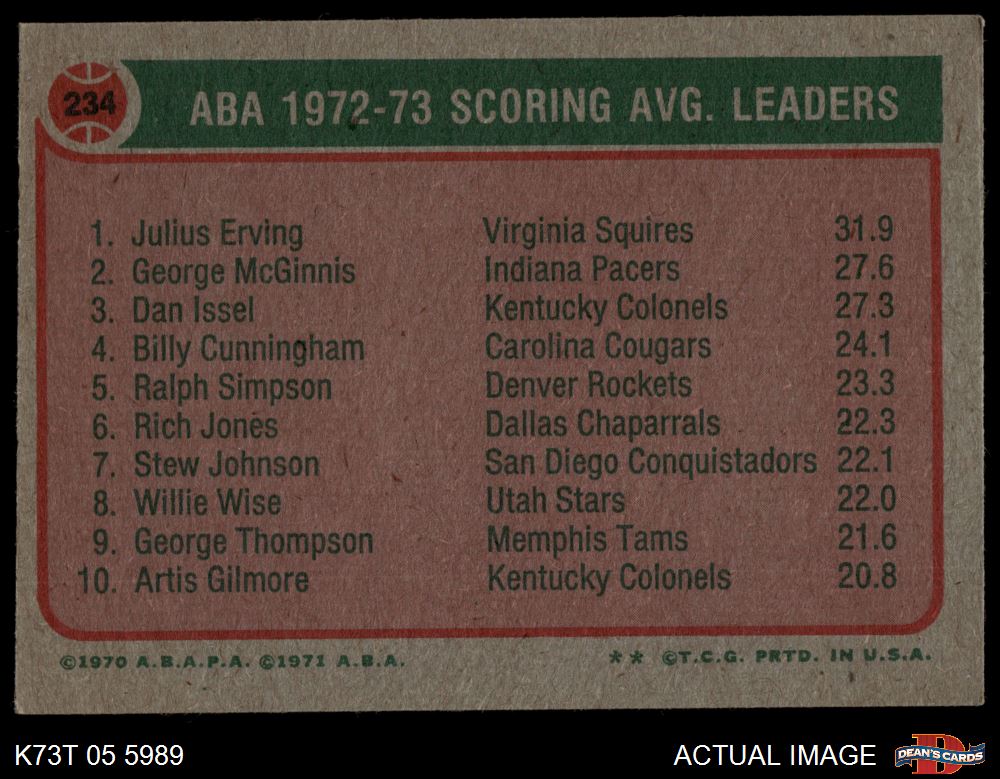 234
ABA 1972-73 SCORING AVG. LEADERS
1. Julius Erving Virginia Squires 31.9
2. George McGinnis Indiana Pacers 27.6
3. Dan Issel Kentucky Colonels 27.3
4. Billy Cunningham Carolina Cougars 24.1
5. Ralph Simpson Denver Rockets 23.3
6. Rich Jones Dallas Chaparrals 22.3
7. Stew Johnson San Diego Conquistadors 22.1
8. Willie Wise Utah Stars 22.0
9. George Thompson Memphis Tams 21.6
10. Artis Gilmore Kentucky Colonels 20.8
©1970 A.B.A.P.A. ©1971 A.B.A. ** ©T.C.G. PRTD. IN U.S.A.
K73T 05 5989 ACTUAL IMAGE DEAN'S CARDS